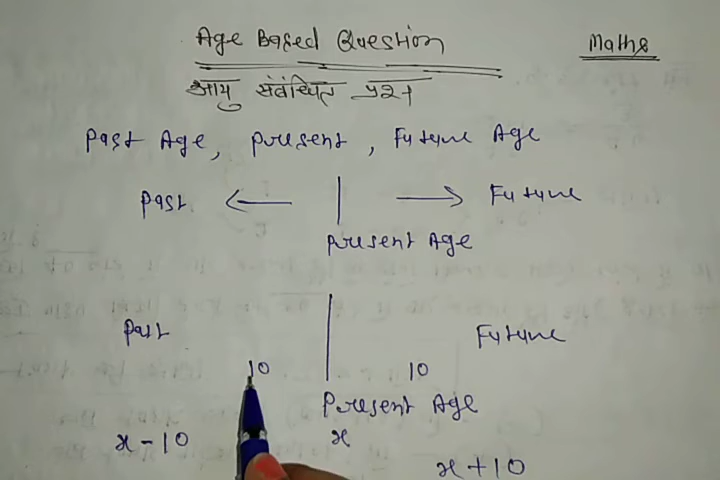 Age Based Question Maths
आयु संबंधित प्रश्न
Past Age, present, Future Age
Past Future
present Age
Past Future
10 10
Present Age
x - 10 x
x + 10